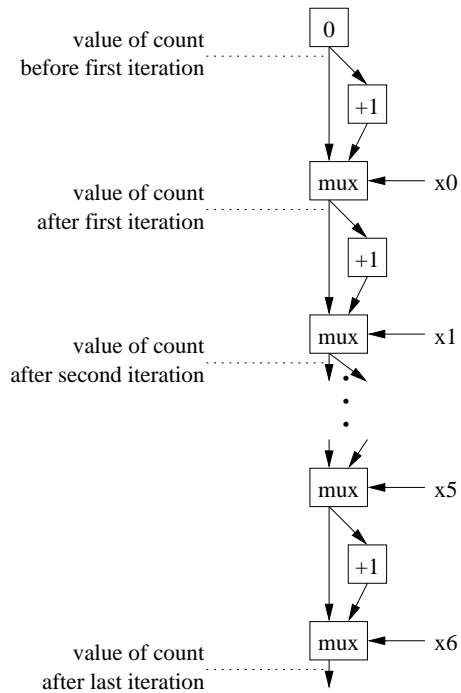 0
value of count
before first iteration
+1
mux
x0
value of count
after first iteration
+1
mux
x1
value of count
after second iteration
mux
x5
+1
mux
x6
value of count
after last iteration